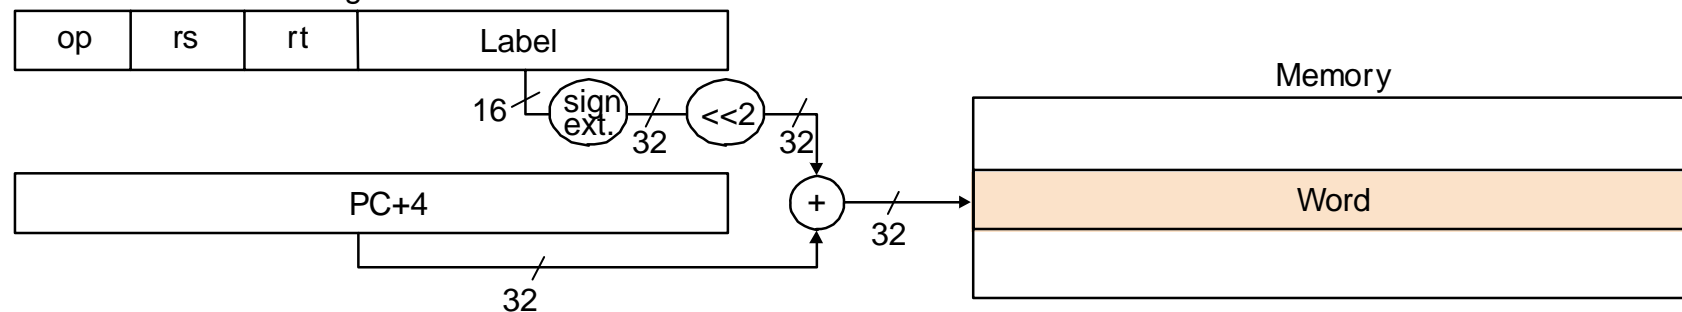 op rs rt Label
Memory
16 sign ext. 32 <<2 32
PC+4 + 32 Word
32